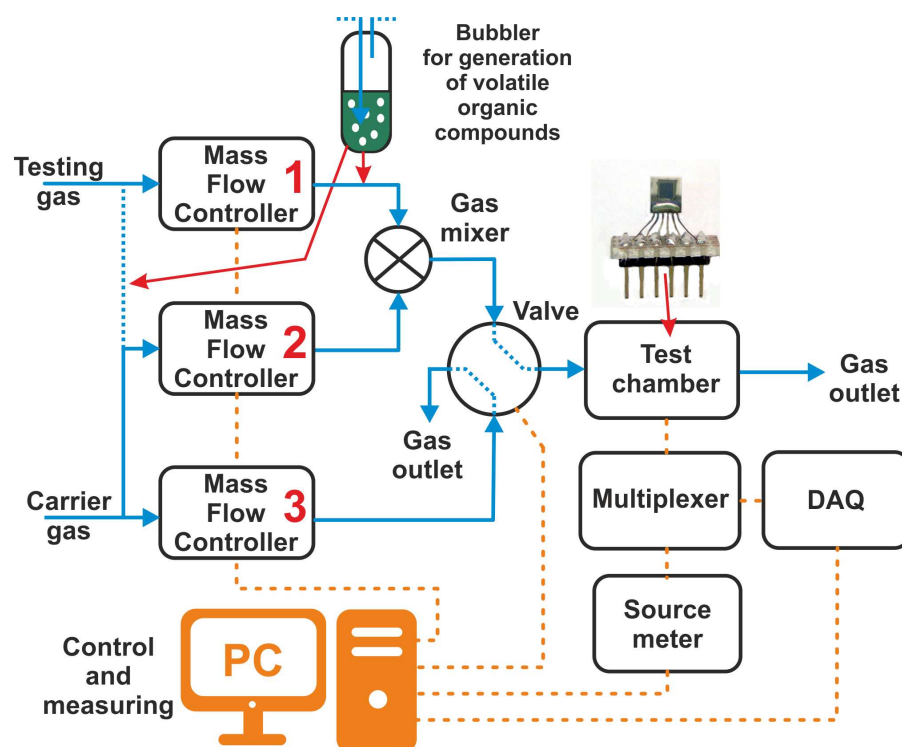 Bubbler
for generation
of volatile
organic
compounds
Testing
gas
Mass
Flow
Controller
1
Gas
mixer
Mass
Flow
Controller
2
Valve
Test
chamber
Gas
outlet
Gas
outlet
Carrier
gas
Mass
Flow
Controller
3
Multiplexer
DAQ
Source
meter
Control
and
measuring
PC